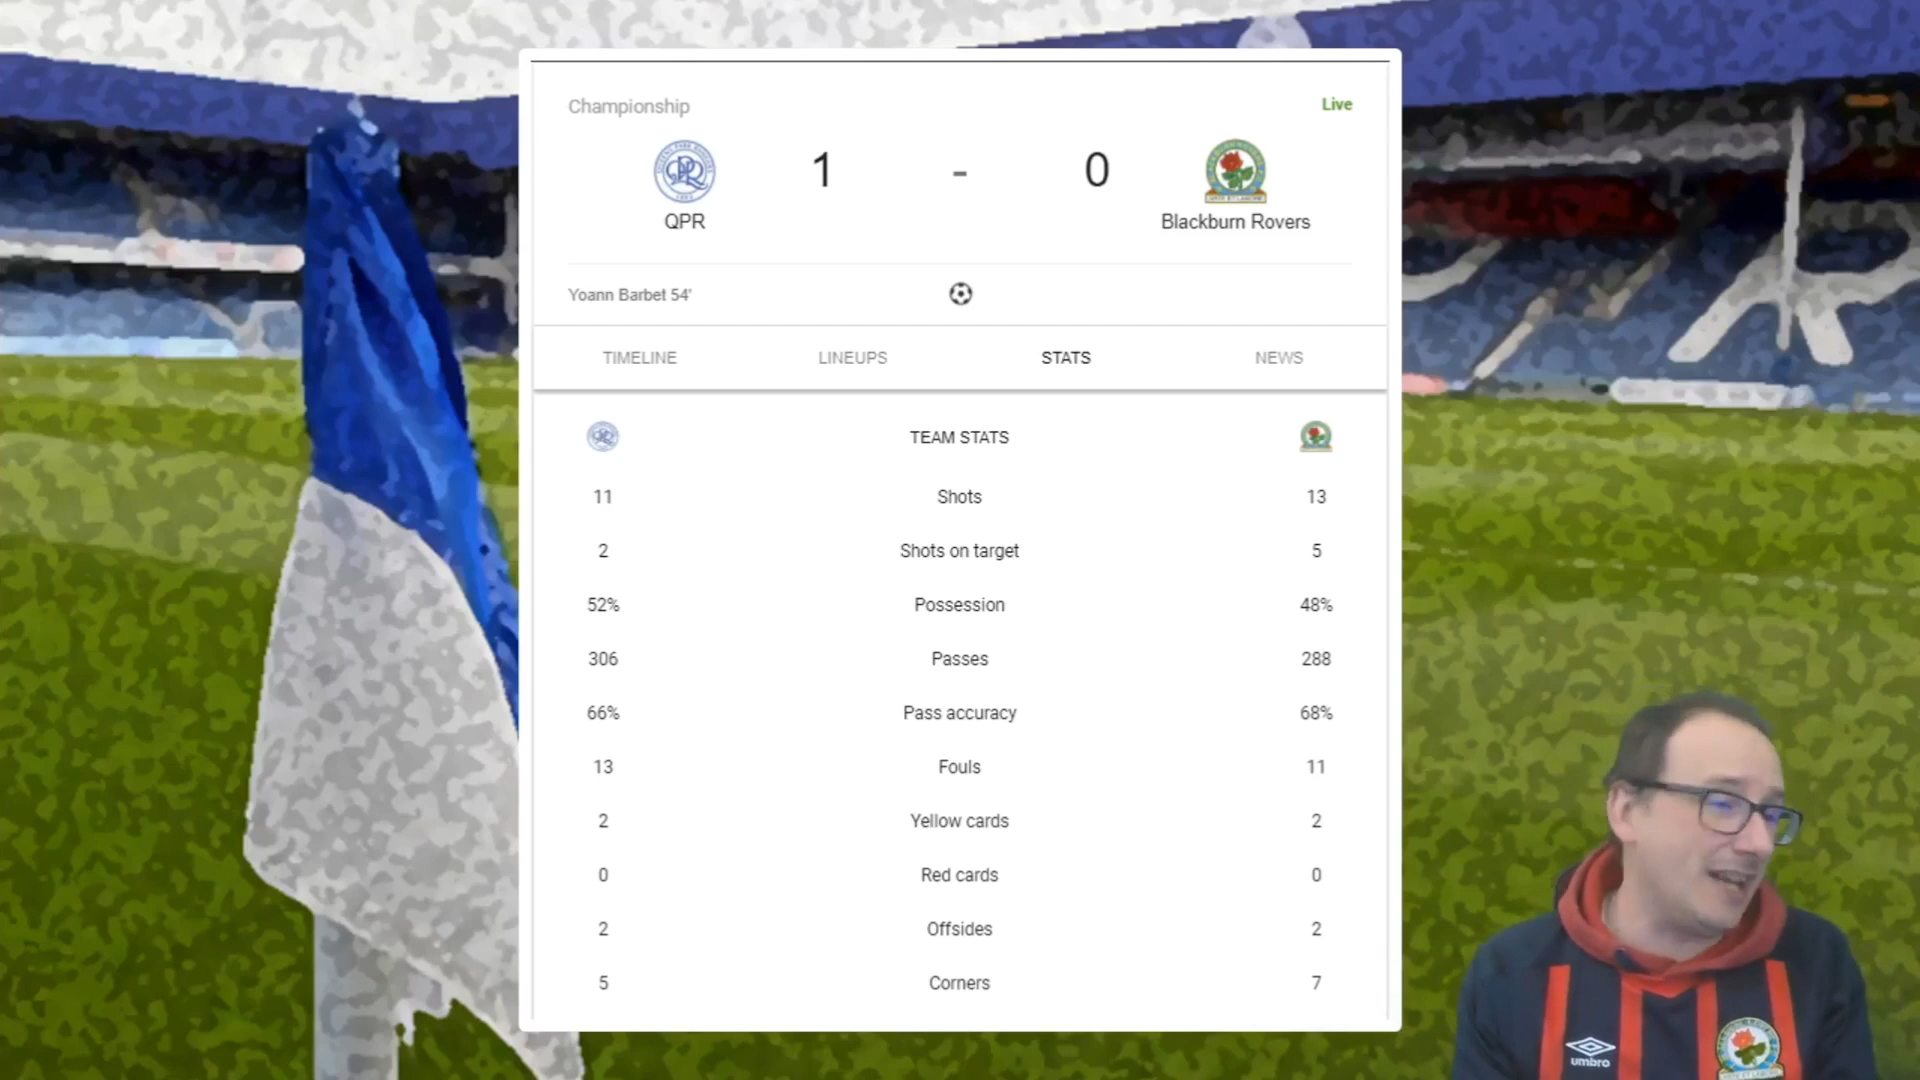 Championship
Live
1 - 0
QPR
Blackburn Rovers
Yoann Barbet 54'
TIMELINE LINEUPS STATS NEWS
TEAM STATS
11 Shots 13
2 Shots on target 5
52% Possession 48%
306 Passes 288
66% Pass accuracy 68%
13 Fouls 11
2 Yellow cards 2
0 Red cards 0
2 Offsides 2
5 Corners 7
umbro